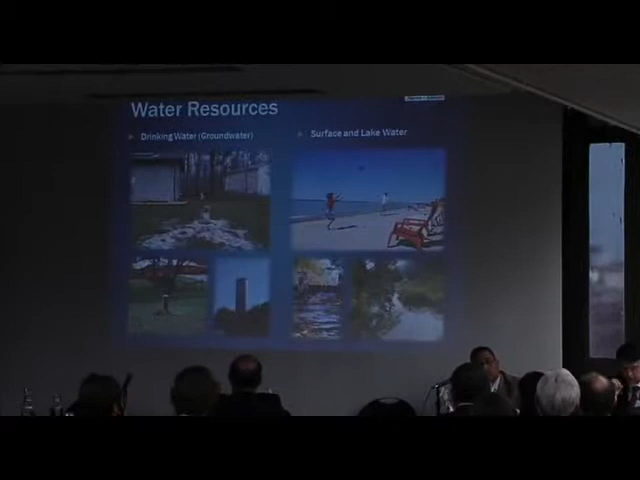 Water Resources
Drinking Water (Groundwater)
Surface and Lake Water